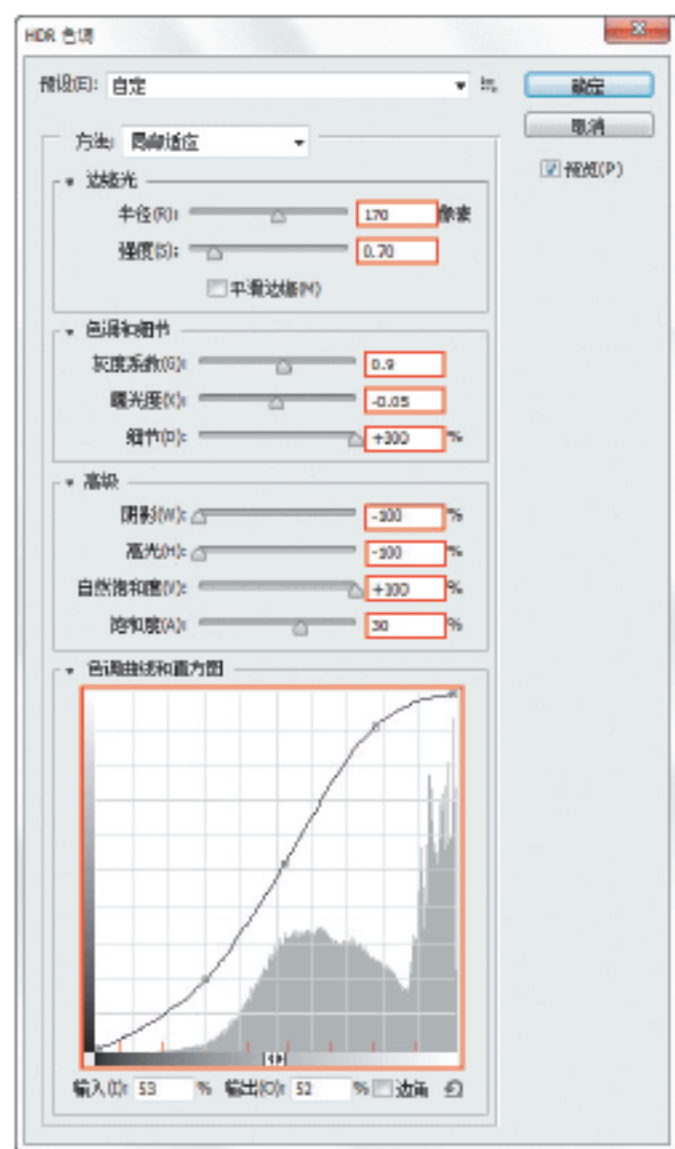 HDR 色调
预设(E): 自定
确定
取消
预览(P)
方法: 局部适应
边缘光
半径(R): 170 像素
强度(S): 0.70
平滑边缘(M)
色调和细节
灰度系数(G): 0.9
曝光度(X): -0.05
细节(D): +300 %
高级
阴影(W): -100 %
高光(H): -100 %
自然饱和度(V): +100 %
饱和度(A): 30 %
色调曲线和直方图
输入(I): 53 % 输出(O): 52 % 边角